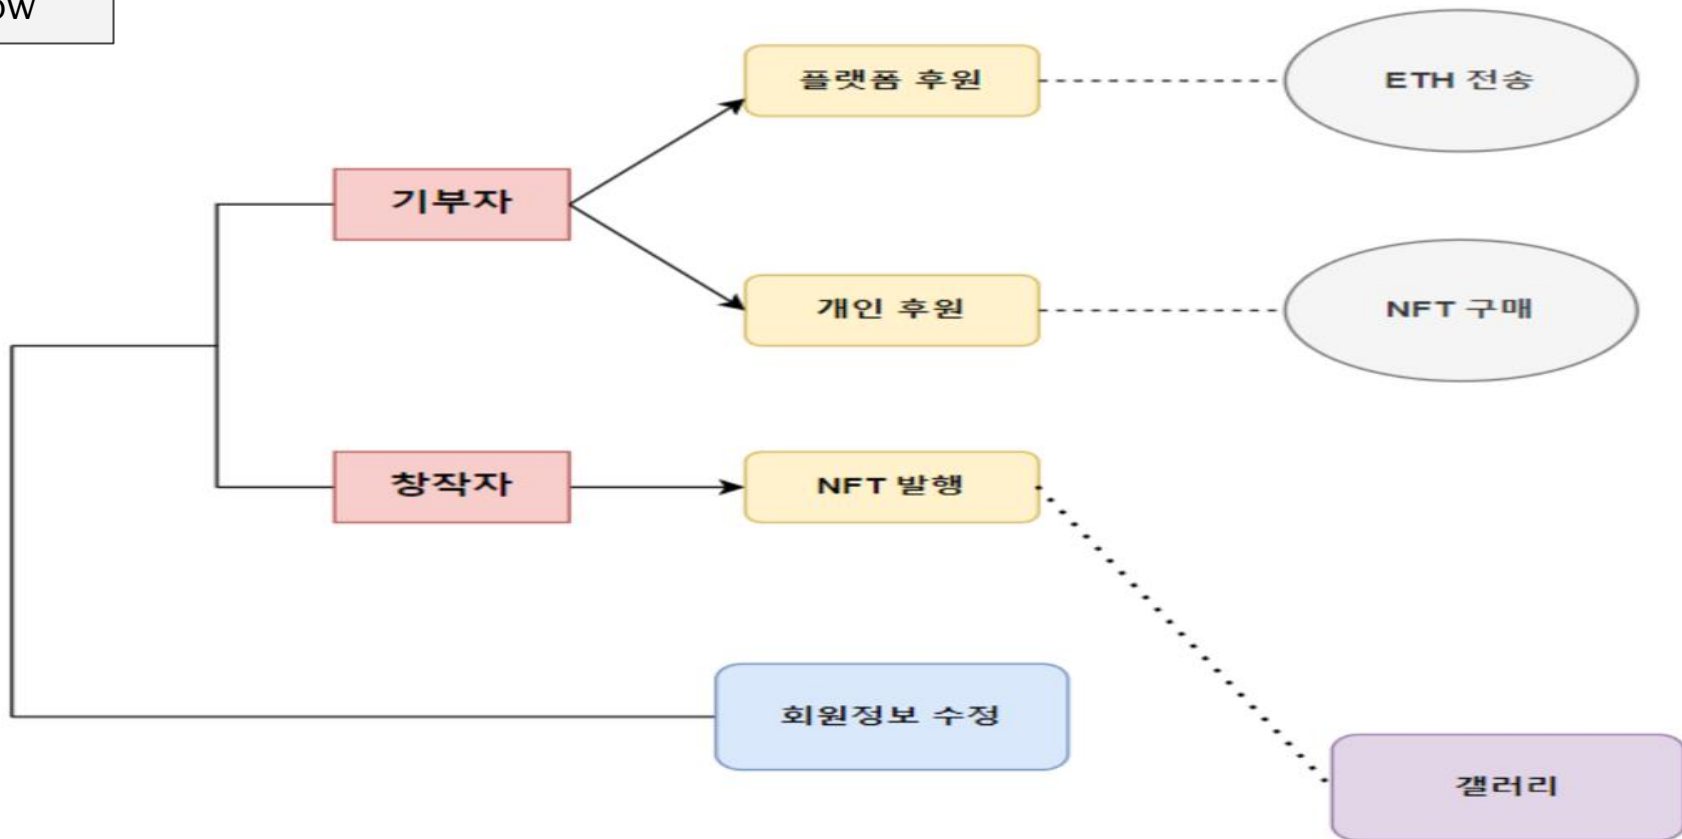 플랫폼 후원
ETH 전송
기부자
개인 후원
NFT 구매
창작자
NFT 발행
회원정보 수정
갤러리